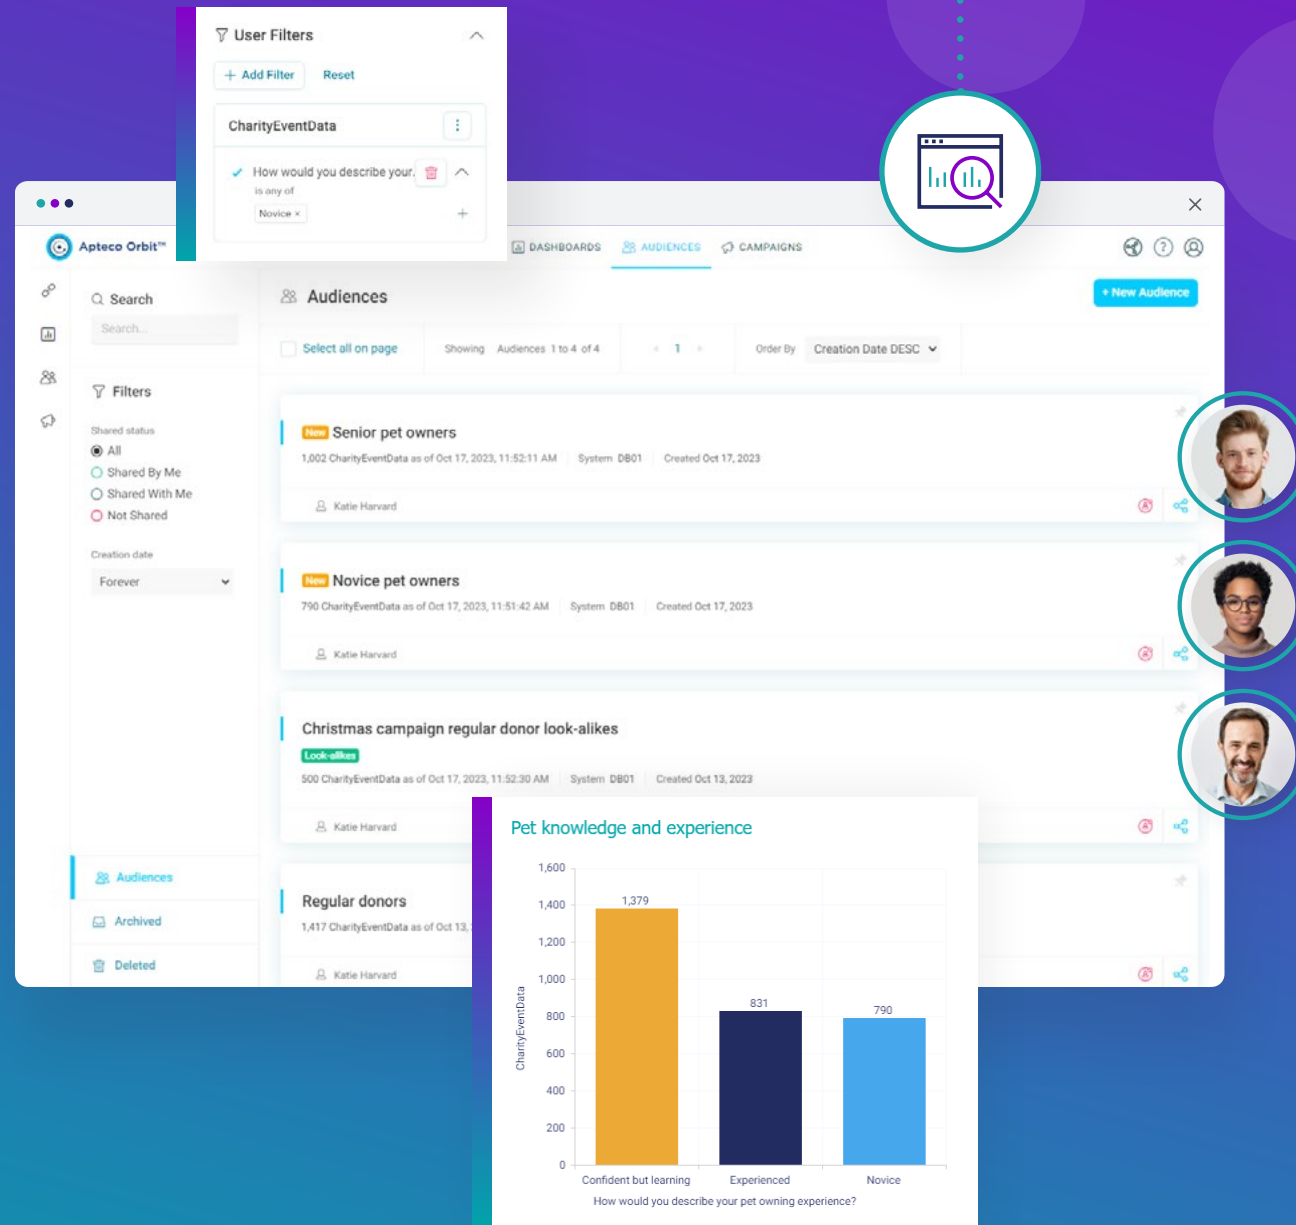 User Filters
+ Add Filter Reset
CharityEventData
How would you describe your.
is any of
Novice ×
Apteco Orbit™
DASHBOARDS AUDIENCES CAMPAIGNS
Search
Search...
Filters
Shared status
All
Shared By Me
Shared With Me
Not Shared
Creation date
Forever
Audiences
Archived
Deleted
Audiences
+ New Audience
Select all on page Showing Audiences 1 to 4 of 4 1 Order By Creation Date DESC
New Senior pet owners
1,002 CharityEventData as of Oct 17, 2023, 11:52:11 AM System DB01 Created Oct 17, 2023
Katie Harvard
New Novice pet owners
790 CharityEventData as of Oct 17, 2023, 11:51:42 AM System DB01 Created Oct 17, 2023
Katie Harvard
Christmas campaign regular donor look-alikes
Look-alikes
500 CharityEventData as of Oct 17, 2023, 11:52:30 AM System DB01 Created Oct 13, 2023
Katie Harvard
Regular donors
1,417 CharityEventData as of Oct 13,
Katie Harvard
Pet knowledge and experience
1,600
1,400
1,200
1,000
800
600
400
200
0
CharityEventData
1,379
831
790
Confident but learning Experienced Novice
How would you describe your pet owning experience?